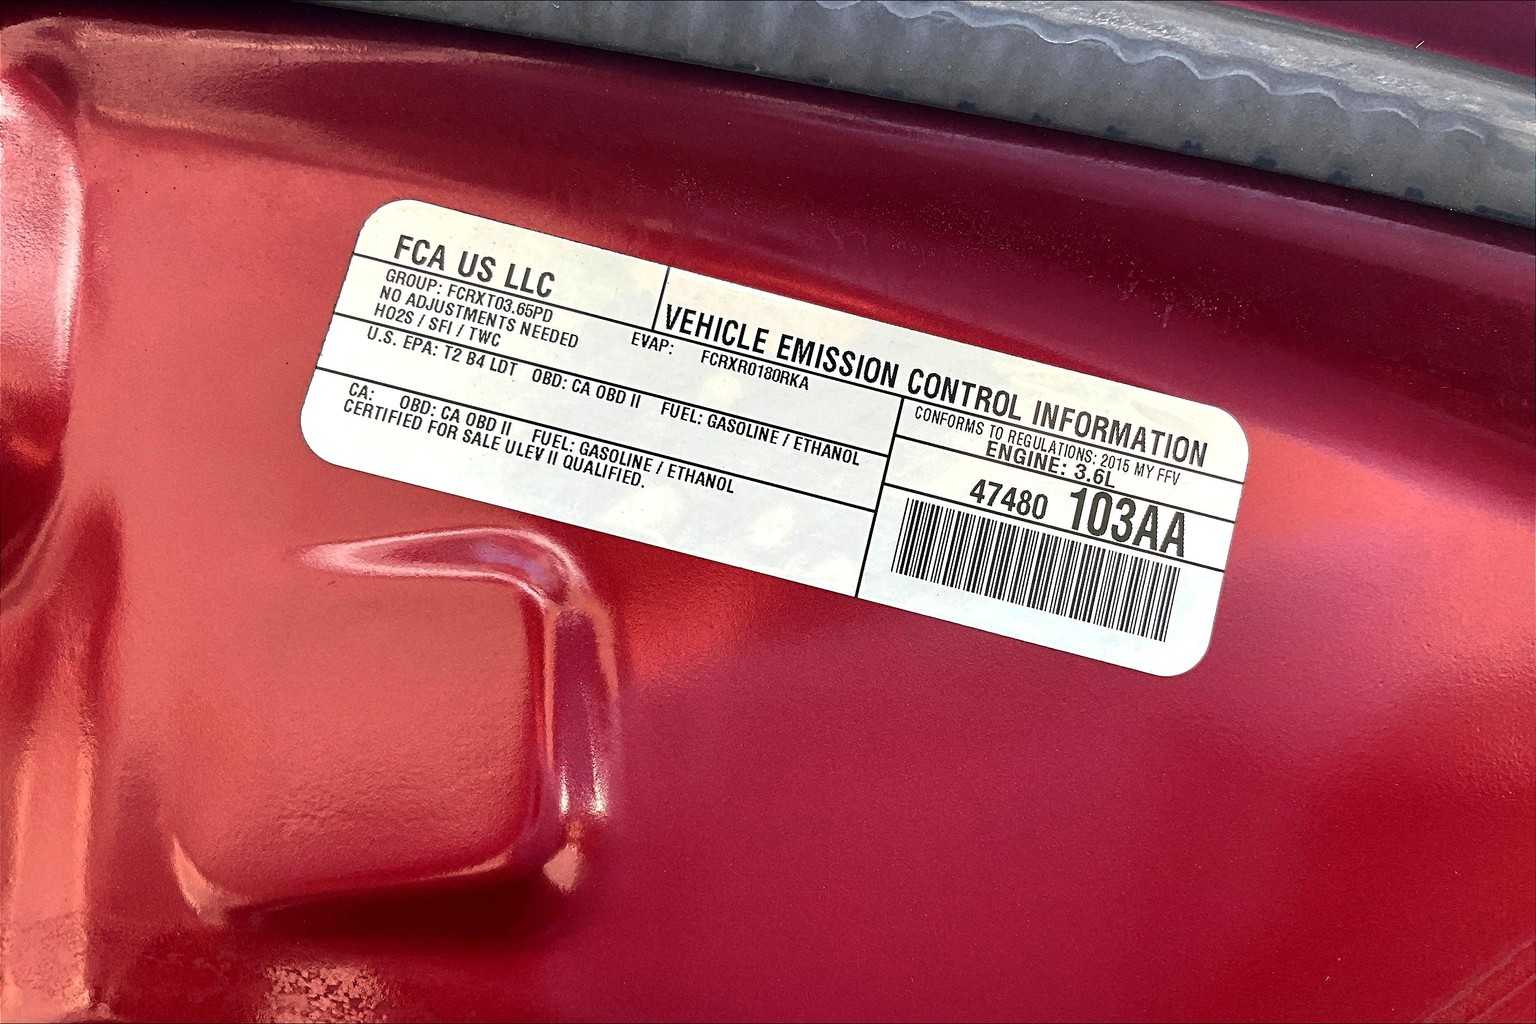 FCA US LLC
VEHICLE EMISSION CONTROL INFORMATION
GROUP: FCRXT03.65PD
EVAP: FCRXR0180RKA
NO ADJUSTMENTS NEEDED
HO2S / SFI / TWC
U.S. EPA: T2 B4 LDT OBD: CA OBD II FUEL: GASOLINE / ETHANOL
CA: OBD: CA OBD II FUEL: GASOLINE / ETHANOL
CERTIFIED FOR SALE ULEV II QUALIFIED.
CONFORMS TO REGULATIONS: 2015 MY FFV
ENGINE: 3.6L
47480 103AA